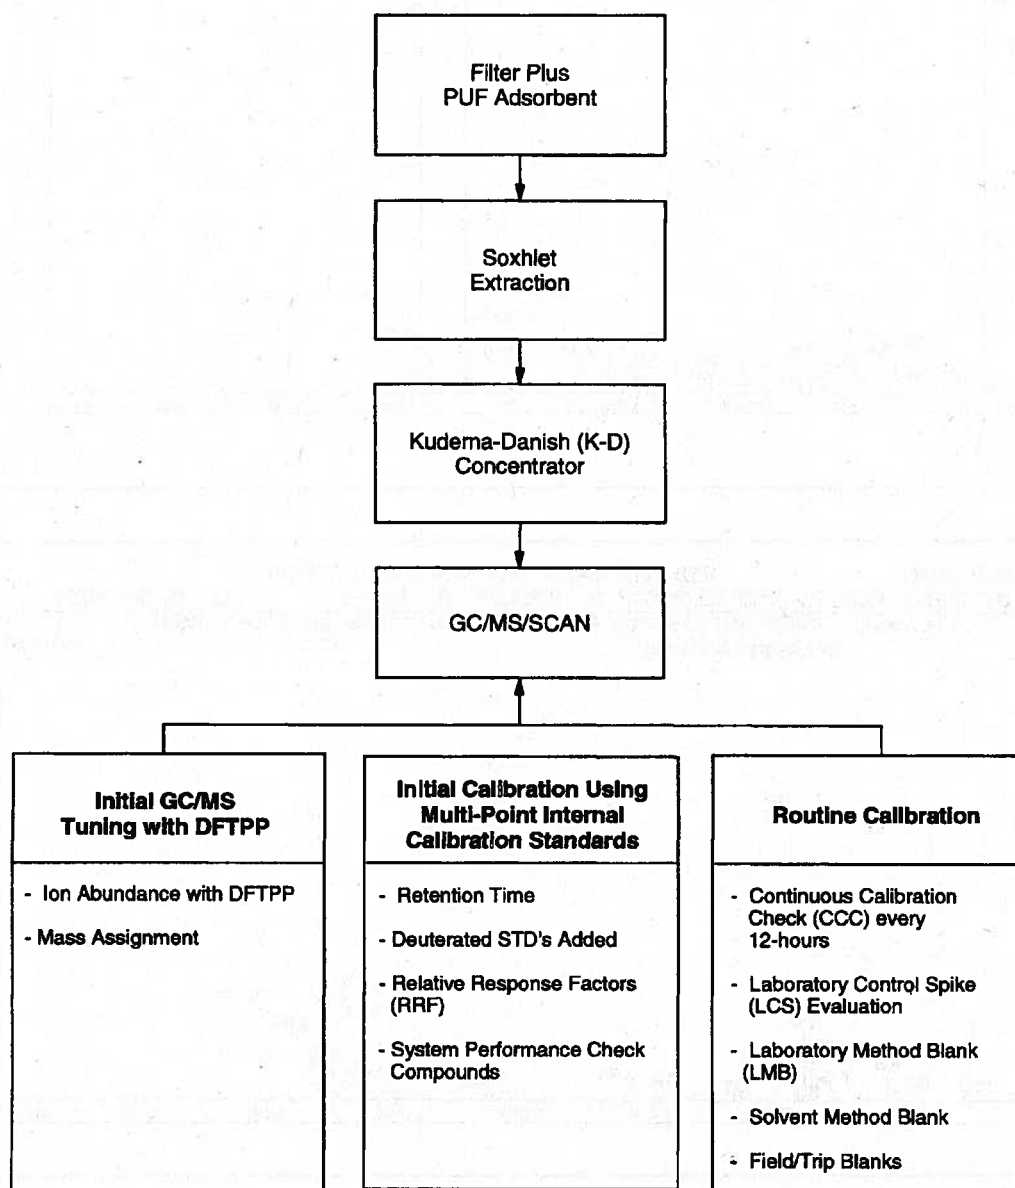 Filter Plus
PUF Adsorbent
Soxhlet
Extraction
Kuderna-Danish (K-D)
Concentrator
GC/MS/SCAN
Initial GC/MS
Tuning with DFTPP
- Ion Abundance with DFTPP
- Mass Assignment
Initial Calibration Using
Multi-Point Internal
Calibration Standards
- Retention Time
- Deuterated STD's Added
- Relative Response Factors
(RRF)
- System Performance Check
Compounds
Routine Calibration
- Continuous Calibration
Check (CCC) every
12-hours
- Laboratory Control Spike
(LCS) Evaluation
- Laboratory Method Blank
(LMB)
- Solvent Method Blank
- Field/Trip Blanks